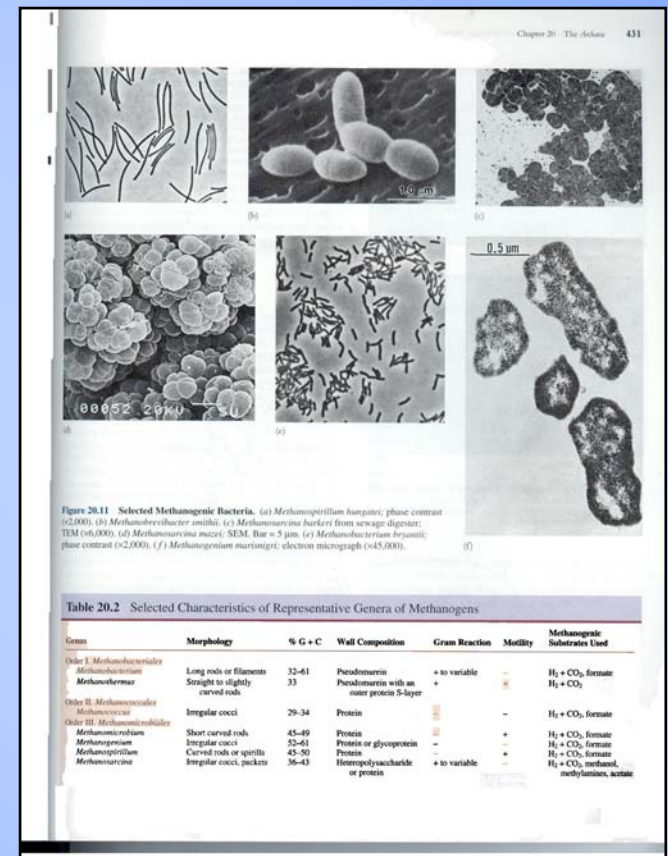 Chapter 20 The Archaea 431
(a)
(b)
1.0 µm
(c)
0.5 um
00052 20KU 5U
(d)
(e)
(f)
Figure 20.11 Selected Methanogenic Bacteria. (a) Methanospirillum hungatei; phase contrast
(×2,000). (b) Methanobrevibacter smithii. (c) Methanosarcina barkeri from sewage digester;
TEM (×6,000). (d) Methanosarcina mazei; SEM. Bar = 5 µm. (e) Methanobacterium bryantii;
phase contrast (×2,000). (f) Methanogenium marisnigri; electron micrograph (×45,000).
Table 20.2 Selected Characteristics of Representative Genera of Methanogens
Methanogenic
Genus Morphology % G + C Wall Composition Gram Reaction Motility Substrates Used
Order I. Methanobacteriales
Methanobacterium Long rods or filaments 32–61 Pseudomurein + to variable – H2 + CO2, formate
Methanothermus Straight to slightly 33 Pseudomurein with an + + H2 + CO2
curved rods outer protein S-layer
Order II. Methanococcales
Methanococcus Irregular cocci 29–34 Protein – – H2 + CO2, formate
Order III. Methanomicrobiales
Methanomicrobium Short curved rods 45–49 Protein – + H2 + CO2, formate
Methanogenium Irregular cocci 52–61 Protein or glycoprotein – – H2 + CO2, formate
Methanospirillum Curved rods or spirilla 45–50 Protein – + H2 + CO2, formate
Methanosarcina Irregular cocci, packets 36–43 Heteropolysaccharide + to variable – H2 + CO2, methanol,
or protein methylamines, acetate